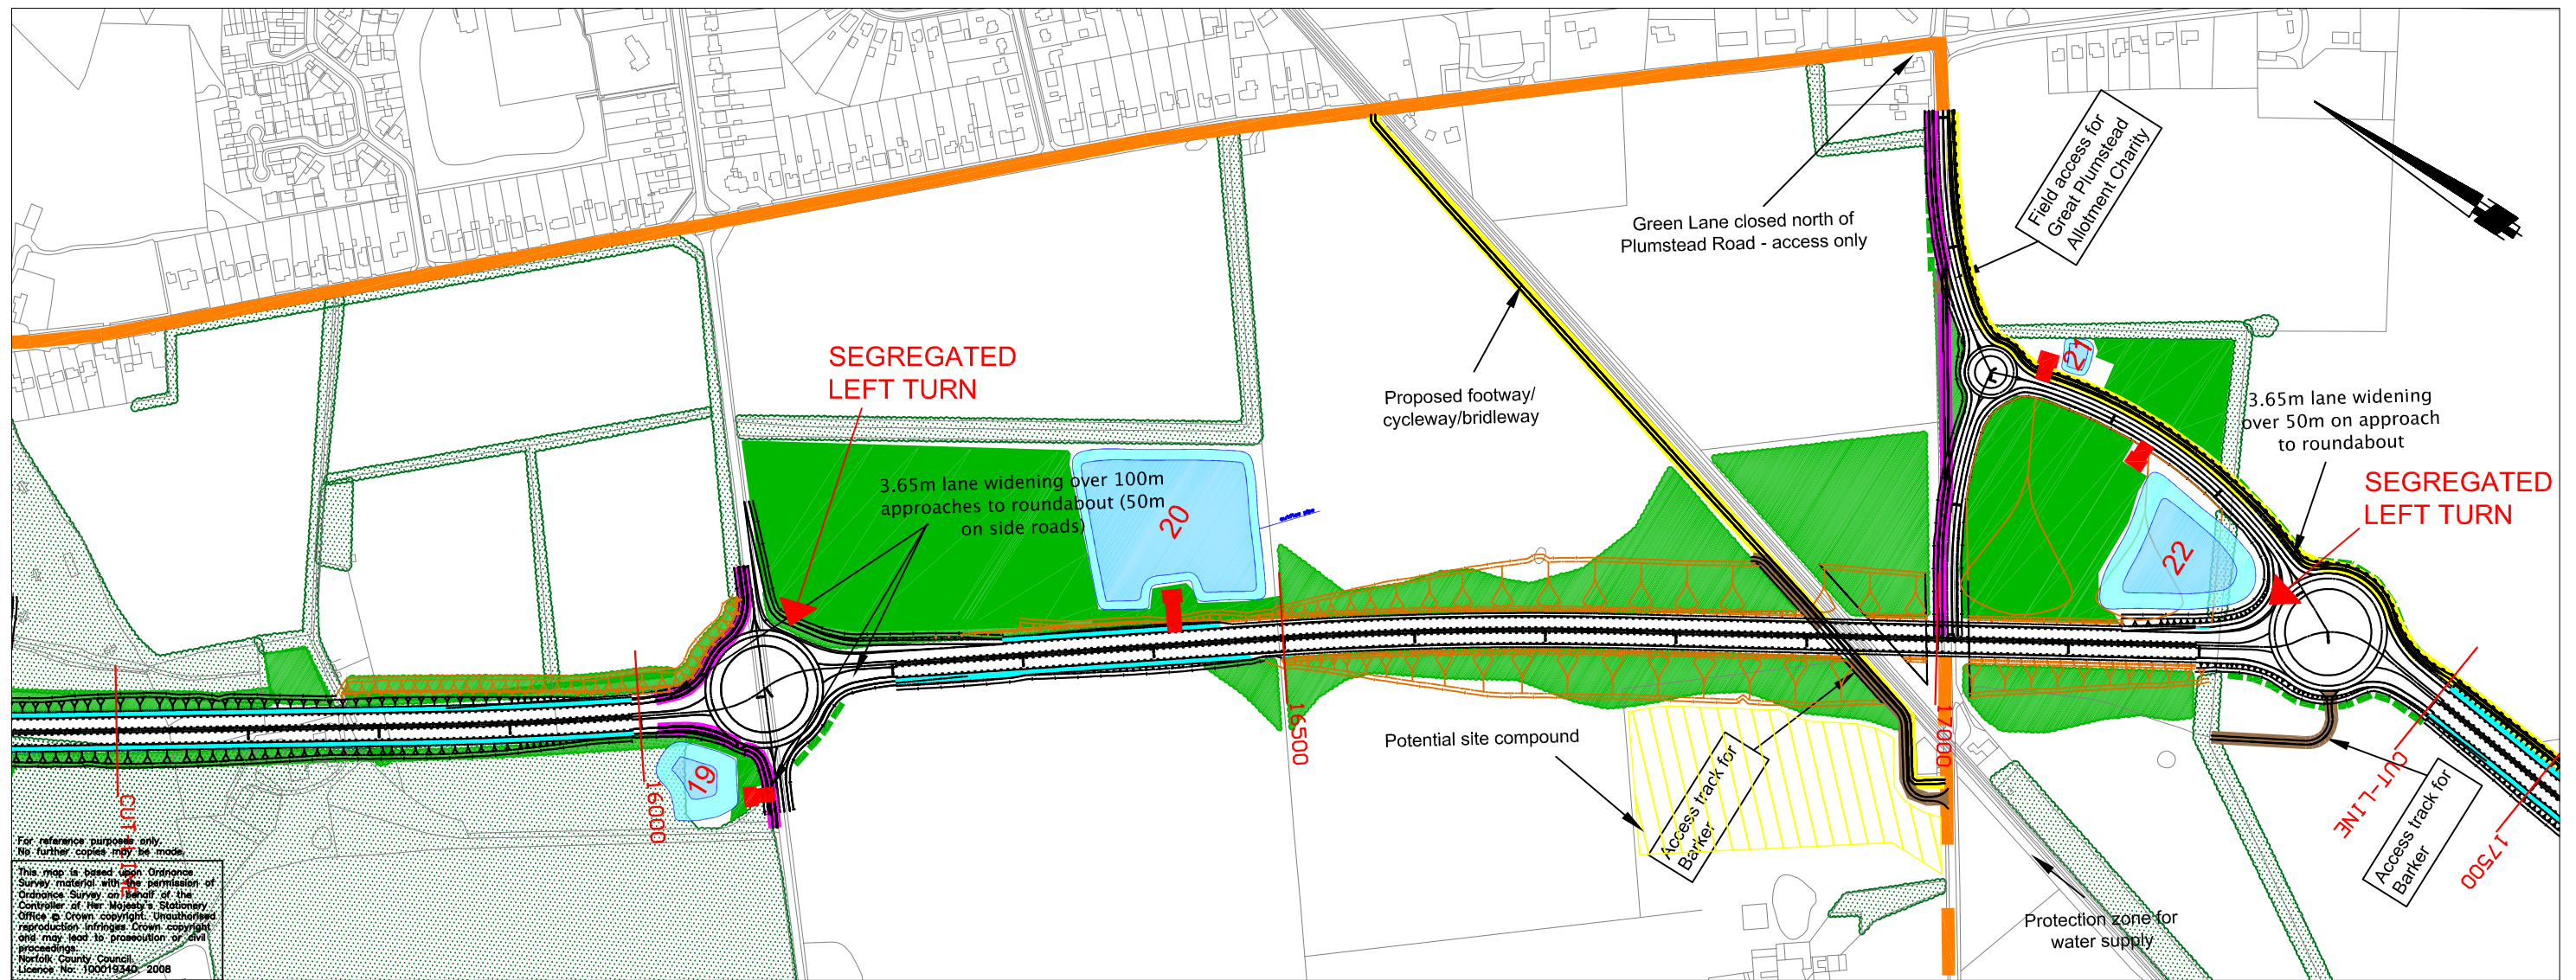 Green Lane closed north of
Plumstead Road - access only
Field access for
Great Plumstead
Allotment Charity
SEGREGATED
LEFT TURN
Proposed footway/
cycleway/bridleway
21
3.65m lane widening
over 50m on approach
to roundabout
SEGREGATED
LEFT TURN
3.65m lane widening over 100m
approaches to roundabout (50m
on side roads)
20
outflow pipe
22
19
16000
16500
17000
17500
Potential site compound
Access track for
Barker
CUT-LINE
CUT-LINE
Access track for
Barker
Protection zone for
water supply
For reference purposes only
No further copies may be made.
This map is based upon Ordnance
Survey material with the permission of
Ordnance Survey on behalf of the
Controller of Her Majesty's Stationery
Office © Crown copyright. Unauthorised
reproduction infringes Crown copyright
and may lead to prosecution or civil
proceedings.
Norfolk County Council.
Licence No: 100019340, 2008